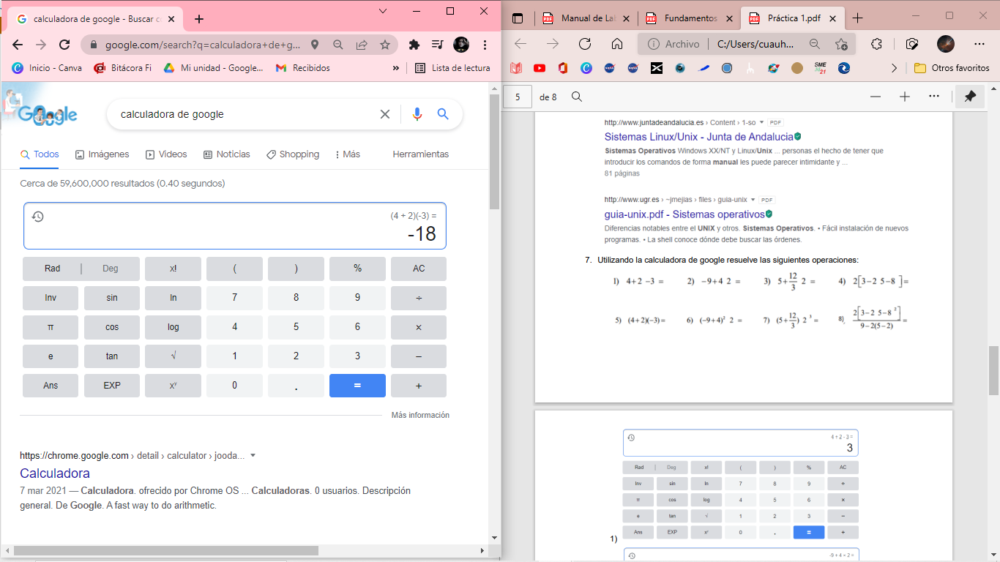 calculadora de google - Buscar co
google.com/search?q=calculadora+de+g...
Inicio - Canva
Bitácora Fi
Mi unidad - Google...
Recibidos
»
Lista de lectura
Google
calculadora de google
Todos
Imágenes
Videos
Noticias
Shopping
Más
Herramientas
Cerca de 59,600,000 resultados (0.40 segundos)
(4 + 2)(-3) =
-18
Rad | Deg x! ( ) % AC
Inv sin ln 7 8 9 ÷
π cos log 4 5 6 ×
e tan √ 1 2 3 −
Ans EXP xʸ 0 . = +
Más información
https://chrome.google.com › detail › calculator › jooda...
Calculadora
7 mar 2021 — Calculadora. ofrecido por Chrome OS ... Calculadoras. 0 usuarios. Descripción
general. De Google. A fast way to do arithmetic.
Manual de Lab
Fundamentos
Práctica 1.pdf
Archivo
C:/Users/cuauh...
SME
M21
Otros favoritos
5 de 8
http://www.juntadeandalucia.es › Content › 1-so PDF
Sistemas Linux/Unix - Junta de Andalucia
Sistemas Operativos Windows XX/NT y Linux/Unix ... personas el hecho de tener que
introducir los comandos de forma manual les puede parecer intimidante y ...
81 páginas
http://www.ugr.es › ~jmejias › files › guia-unix PDF
guia-unix.pdf - Sistemas operativos
Diferencias notables entre el UNIX y otros. Sistemas Operativos. • Fácil instalación de nuevos
programas. • La shell conoce dónde debe buscar las órdenes.
7. Utilizando la calculadora de google resuelve las siguientes operaciones:
1) 4+2 −3 = 2) −9+4 2 = 3) 5+12/3 2 = 4) 2[3−2 5−8 ]=
5) (4+2)(−3)= 6) (−9+4)² 2 = 7) (5+12/3) 2 ³ = 8) 2[3−2 5−8 ²]/9−2(5−2) =
4 + 2 - 3 =
3
Rad | Deg x! ( ) % AC
Inv sin ln 7 8 9 ÷
π cos log 4 5 6 ×
e tan √ 1 2 3 −
Ans EXP xʸ 0 . = +
1)
-9 + 4 × 2 =